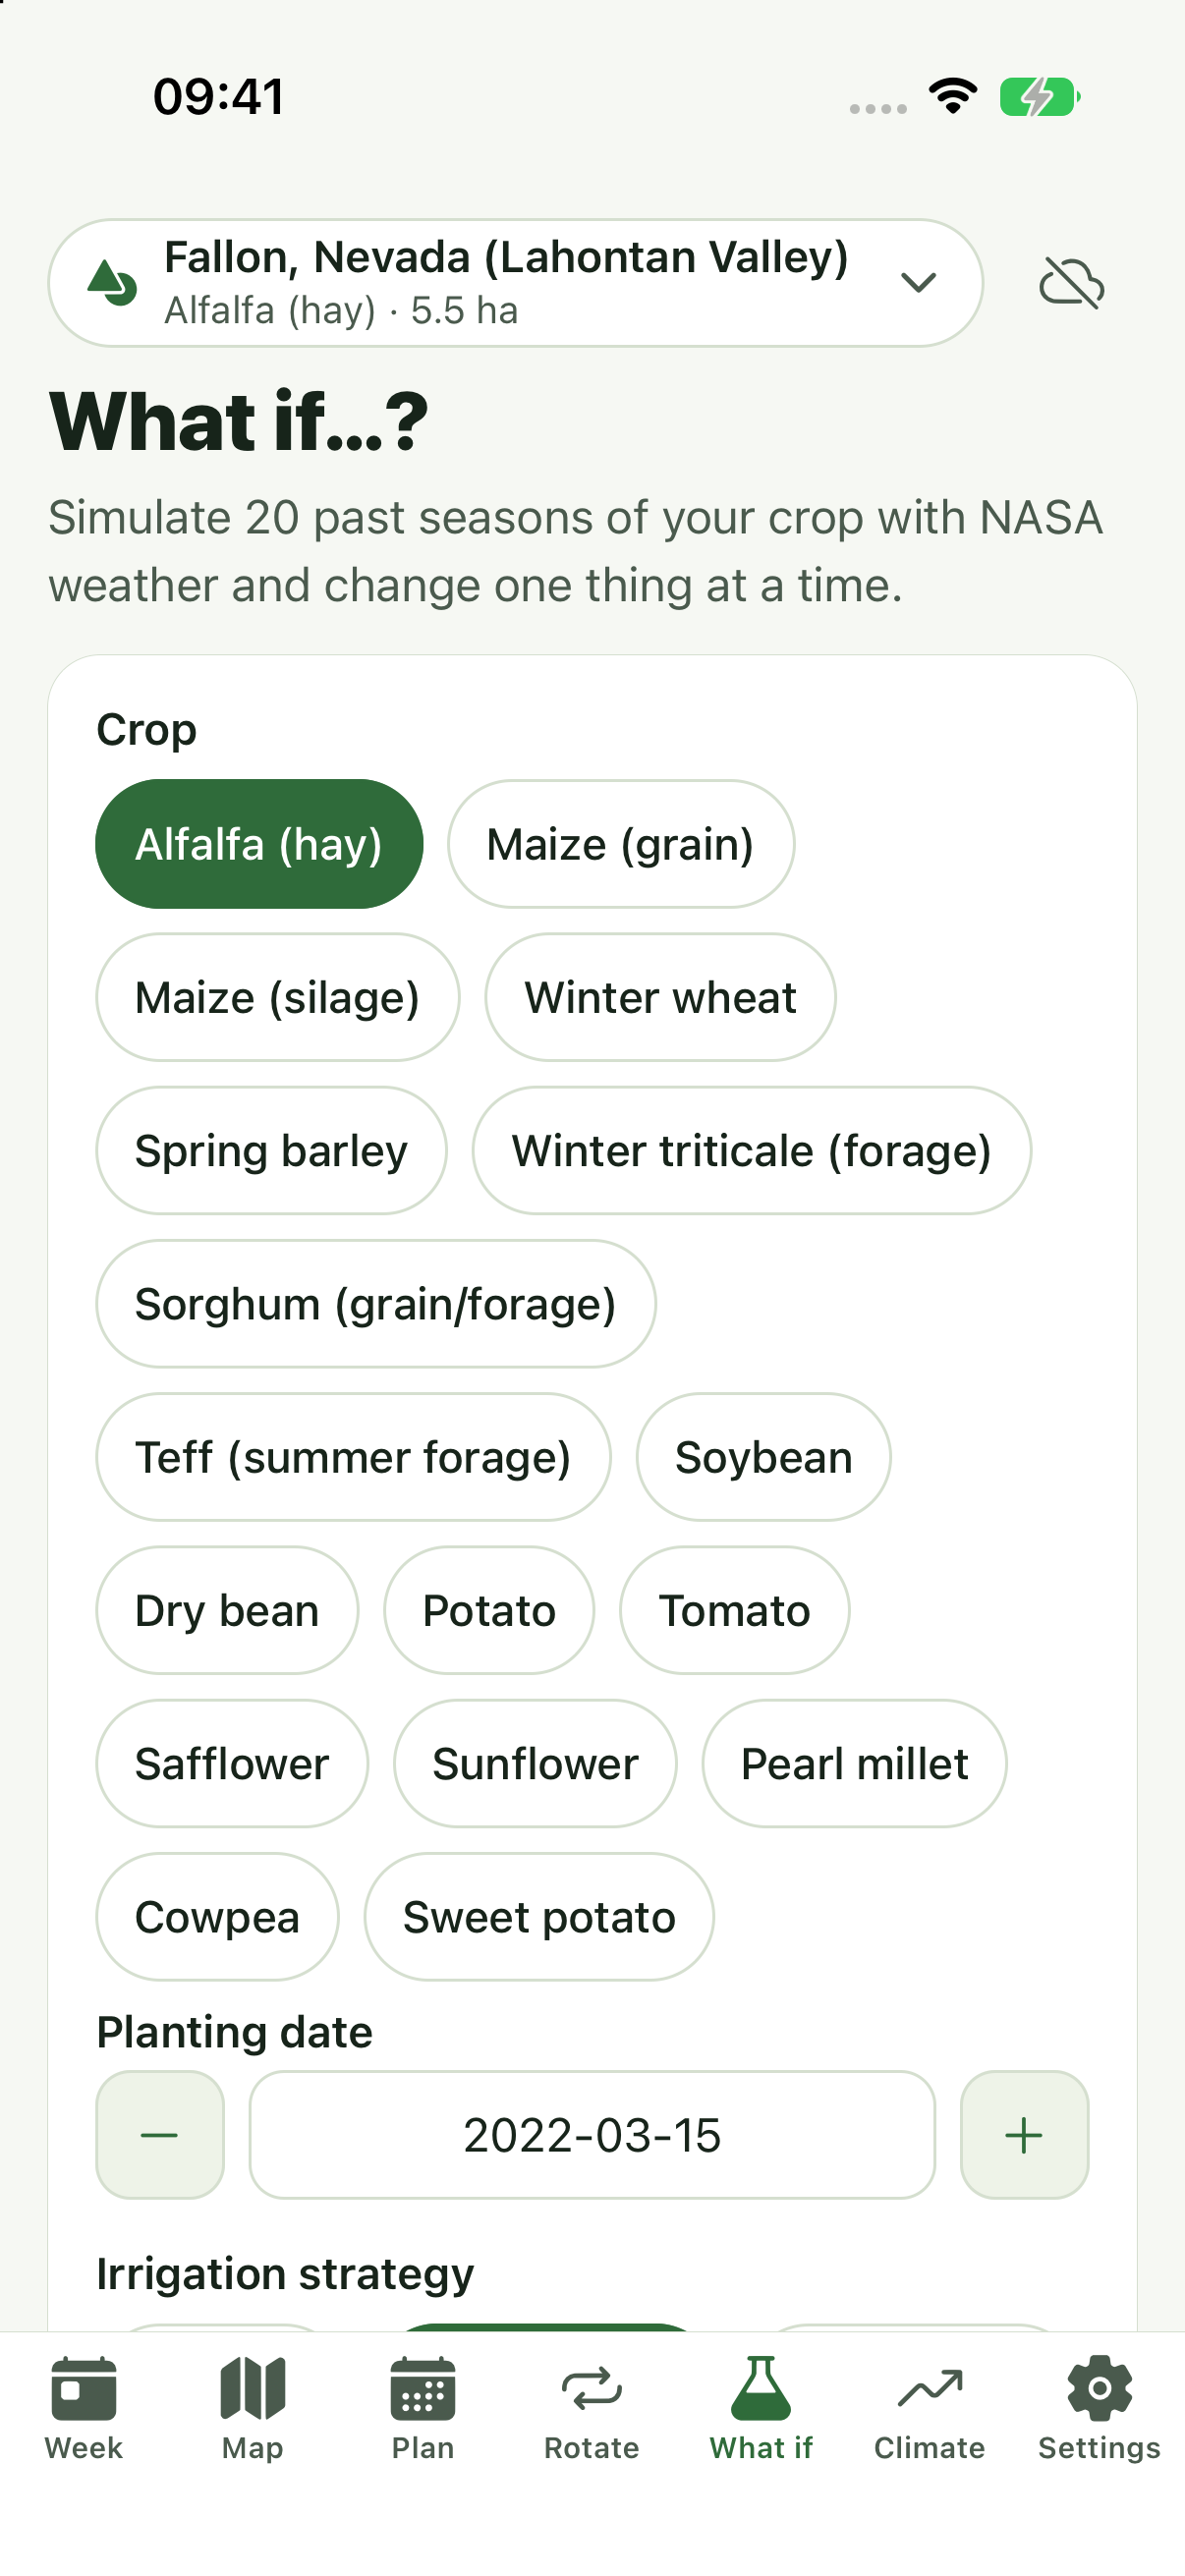 09:41
Fallon, Nevada (Lahontan Valley)
Alfalfa (hay) · 5.5 ha
What if...?
Simulate 20 past seasons of your crop with NASA
weather and change one thing at a time.
Crop
Alfalfa (hay)
Maize (grain)
Maize (silage)
Winter wheat
Spring barley
Winter triticale (forage)
Sorghum (grain/forage)
Teff (summer forage)
Soybean
Dry bean
Potato
Tomato
Safflower
Sunflower
Pearl millet
Cowpea
Sweet potato
Planting date
2022-03-15
Irrigation strategy
Week
Map
Plan
Rotate
What if
Climate
Settings